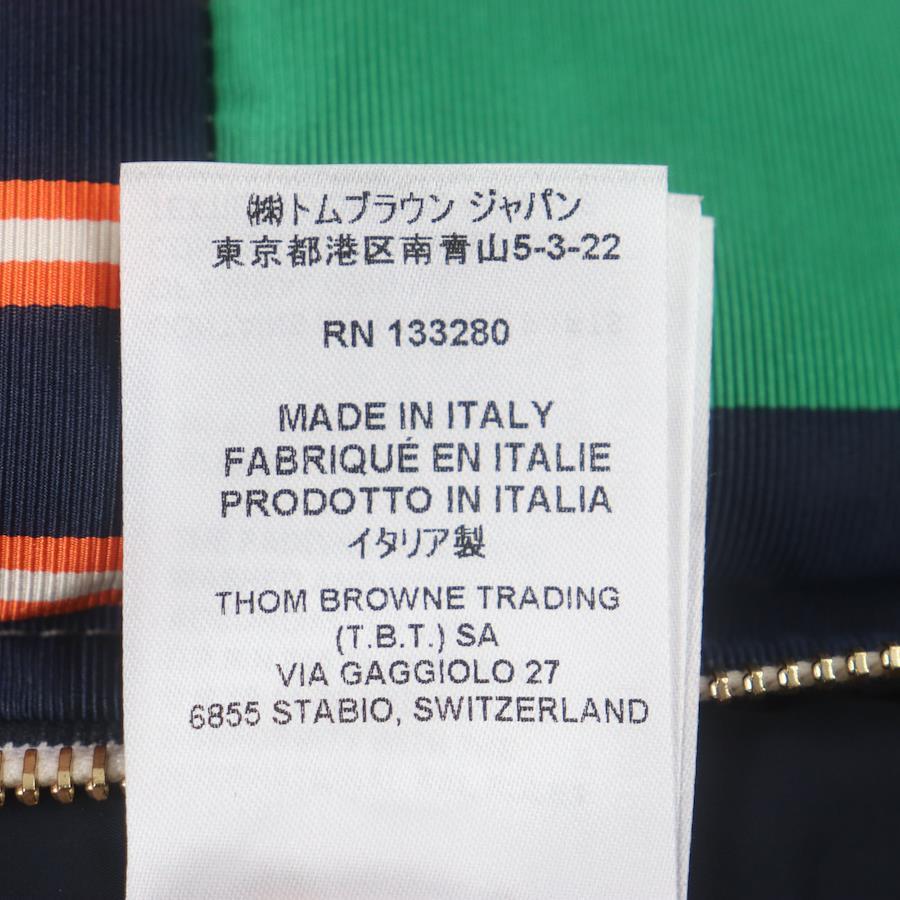 ㈱トムブラウン ジャパン
東京都港区南青山5-3-22
RN 133280
MADE IN ITALY
FABRIQUÉ EN ITALIE
PRODOTTO IN ITALIA
イタリア製
THOM BROWNE TRADING
(T.B.T.) SA
VIA GAGGIOLO 27
6855 STABIO, SWITZERLAND